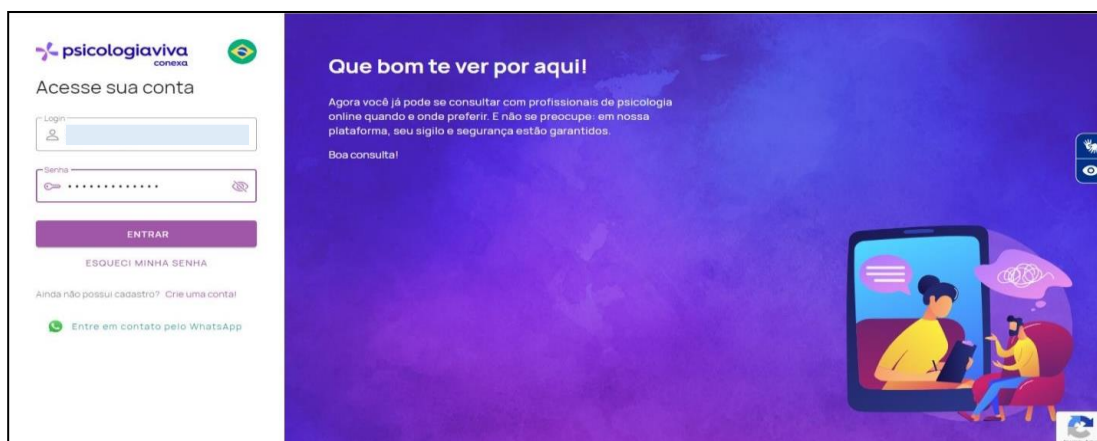 psicologiaviva
conexa
Acesse sua conta
Login
Senha
ENTRAR
ESQUECI MINHA SENHA
Ainda não possui cadastro? Crie uma conta!
Entre em contato pelo WhatsApp
Que bom te ver por aqui!
Agora você já pode se consultar com profissionais de psicologia
online quando e onde preferir. E não se preocupe: em nossa
plataforma, seu sigilo e segurança estão garantidos.
Boa consulta!